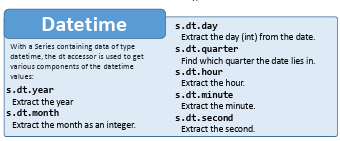 Datetime
With a Series containing data of type
datetime, the dt accessor is used to get
various components of the datetime
values:
s.dt.year
Extract the year
s.dt.month
Extract the month as an integer.
s.dt.day
Extract the day (int) from the date.
s.dt.quarter
Find which quarter the date lies in.
s.dt.hour
Extract the hour.
s.dt.minute
Extract the minute.
s.dt.second
Extract the second.